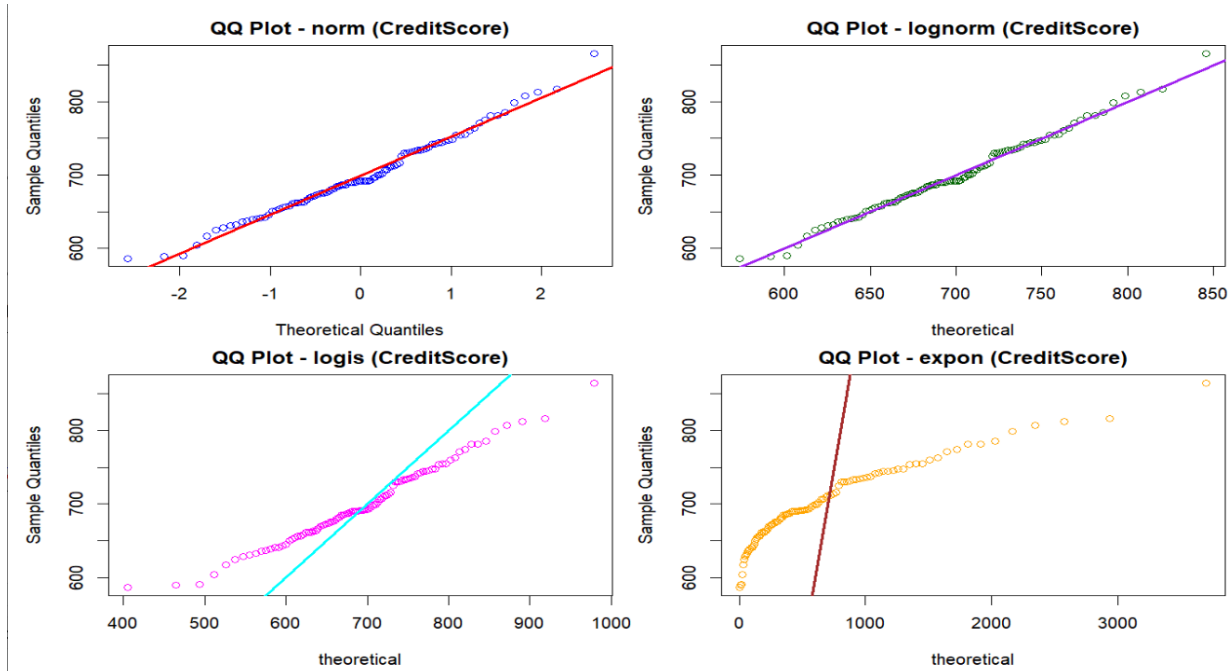 QQ Plot - norm (CreditScore)
Sample Quantiles
800
700
600
-2 -1 0 1 2
Theoretical Quantiles
QQ Plot - lognorm (CreditScore)
Sample Quantiles
800
700
600
600 650 700 750 800 850
theoretical
QQ Plot - logis (CreditScore)
Sample Quantiles
800
700
600
400 500 600 700 800 900 1000
theoretical
QQ Plot - expon (CreditScore)
Sample Quantiles
800
700
600
0 1000 2000 3000
theoretical